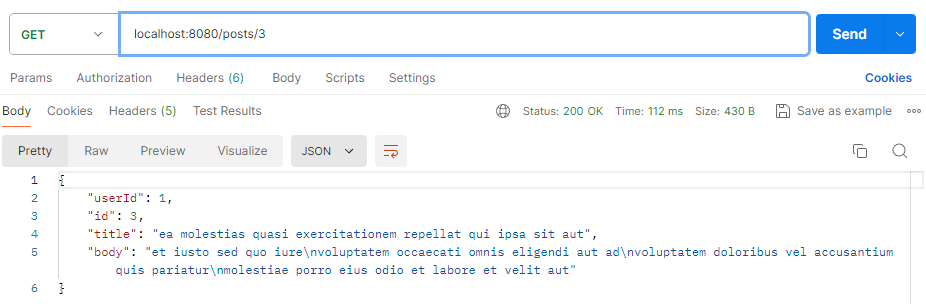 GET localhost:8080/posts/3 Send
Params Authorization Headers (6) Body Scripts Settings Cookies
Body Cookies Headers (5) Test Results Status: 200 OK Time: 112 ms Size: 430 B Save as example
Pretty Raw Preview Visualize JSON
1 {
2 "userId": 1,
3 "id": 3,
4 "title": "ea molestias quasi exercitationem repellat qui ipsa sit aut",
5 "body": "et iusto sed quo iure\nvoluptatem occaecati omnis eligendi aut ad\nvoluptatem doloribus vel accusantium
quis pariatur\nmolestiae porro eius odio et labore et velit aut"
6 }